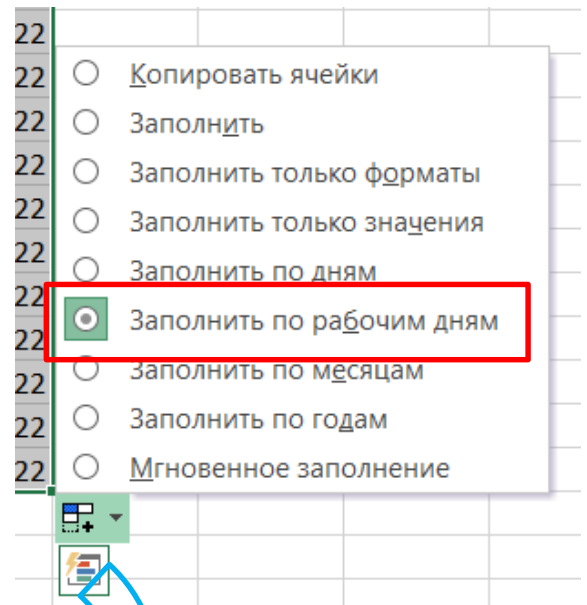 22
22 Копировать ячейки
22 Заполнить
22 Заполнить только форматы
22 Заполнить только значения
22 Заполнить по дням
22 Заполнить по рабочим дням
22
22 Заполнить по месяцам
22 Заполнить по годам
22 Мгновенное заполнение